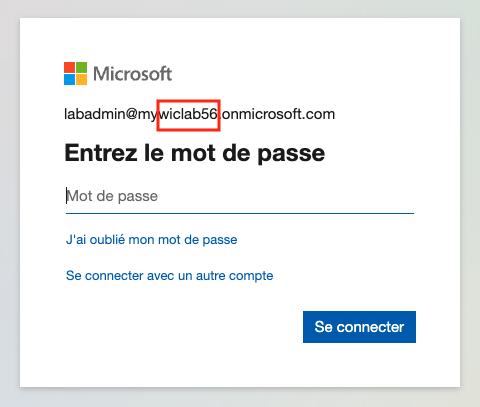 Microsoft
labadmin@mywiclab56.onmicrosoft.com
Entrez le mot de passe
Mot de passe
J'ai oublié mon mot de passe
Se connecter avec un autre compte
Se connecter